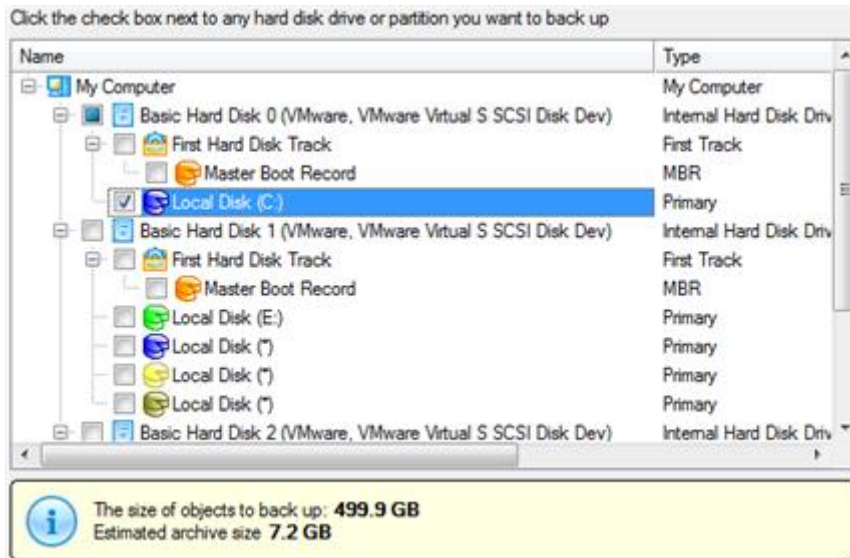 Click the check box next to any hard disk drive or partition you want to back up
Name Type
My Computer My Computer
Basic Hard Disk 0 (VMware, VMware Virtual S SCSI Disk Dev) Internal Hard Disk Driv
First Hard Disk Track First Track
Master Boot Record MBR
Local Disk (C:) Primary
Basic Hard Disk 1 (VMware, VMware Virtual S SCSI Disk Dev) Internal Hard Disk Driv
First Hard Disk Track First Track
Master Boot Record MBR
Local Disk (E:) Primary
Local Disk (*) Primary
Local Disk (*) Primary
Local Disk (*) Primary
Basic Hard Disk 2 (VMware, VMware Virtual S SCSI Disk Dev) Internal Hard Disk Driv
The size of objects to back up: 499.9 GB
Estimated archive size 7.2 GB